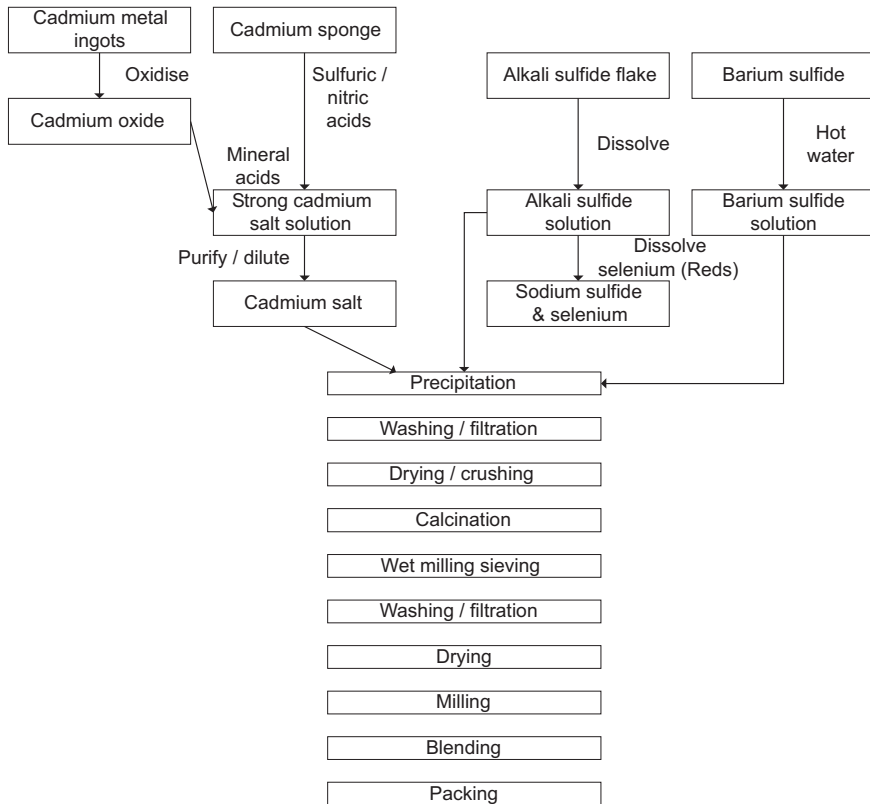 Cadmium metal
ingots
Cadmium sponge
Oxidise
Sulfuric /
nitric
acids
Alkali sulfide flake
Barium sulfide
Cadmium oxide
Dissolve
Hot
water
Mineral
acids
Strong cadmium
salt solution
Alkali sulfide
solution
Barium sulfide
solution
Purify / dilute
Dissolve
selenium (Reds)
Cadmium salt
Sodium sulfide
& selenium
Precipitation
Washing / filtration
Drying / crushing
Calcination
Wet milling sieving
Washing / filtration
Drying
Milling
Blending
Packing